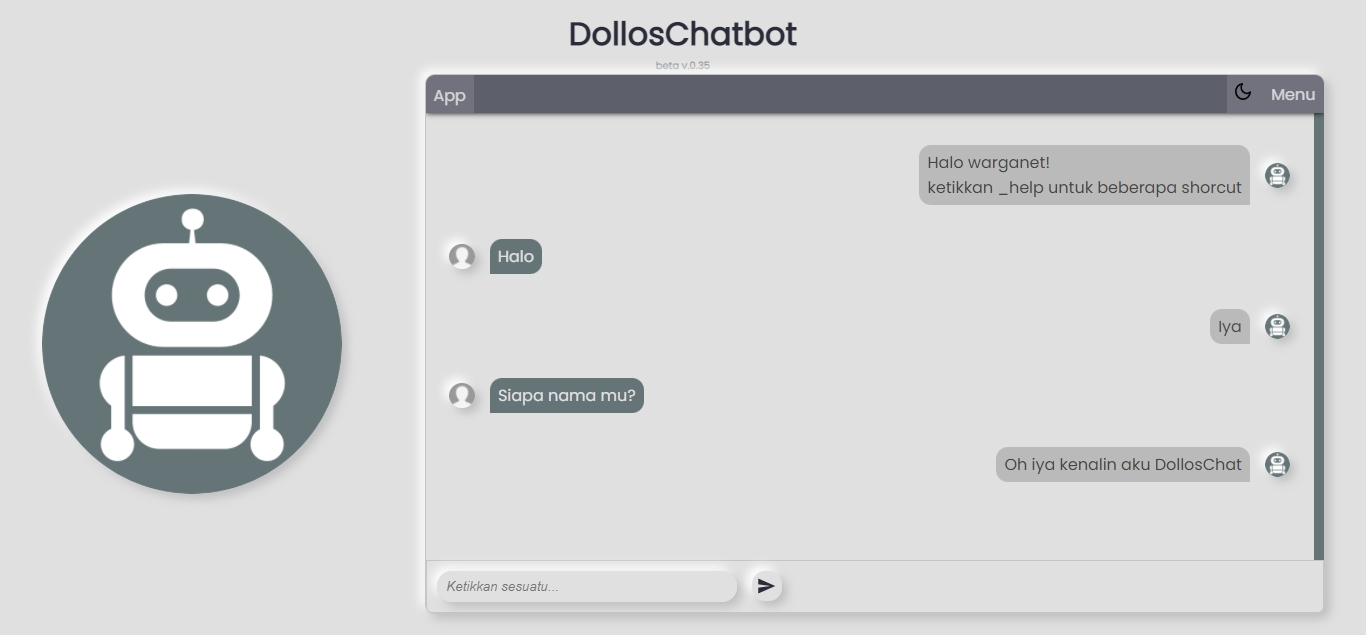 DollosChatbot
beta v.0.35
App
Menu
Halo warganet!
ketikkan _help untuk beberapa shorcut
Halo
Iya
Siapa nama mu?
Oh iya kenalin aku DollosChat
Ketikkan sesuatu...